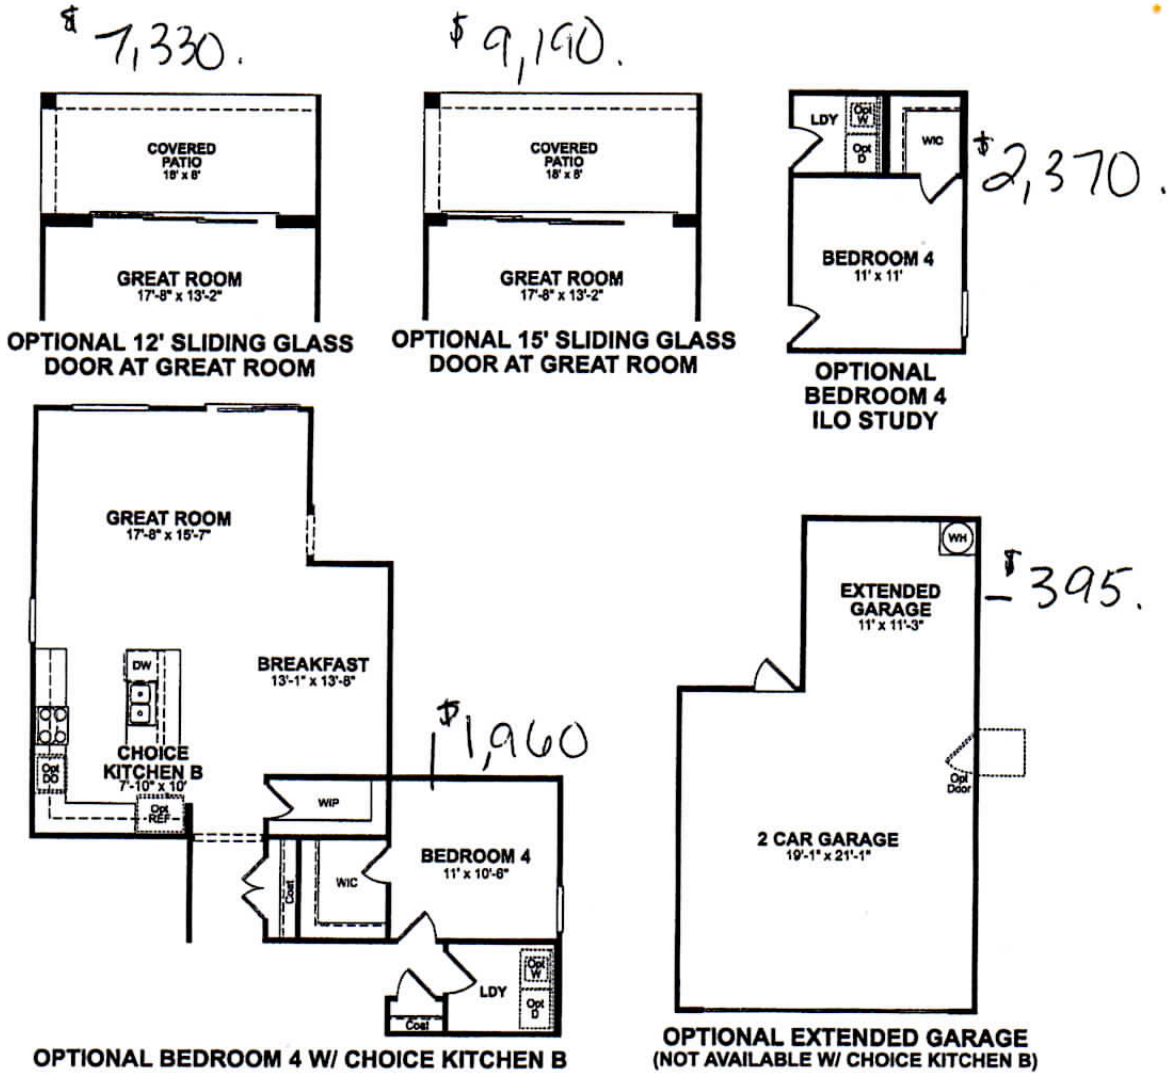 $ 7,330.
$ 9,190.
COVERED
PATIO
18' x 8'
GREAT ROOM
17'-8" x 13'-2"
OPTIONAL 12' SLIDING GLASS
DOOR AT GREAT ROOM
COVERED
PATIO
18' x 8'
GREAT ROOM
17'-8" x 13'-2"
OPTIONAL 15' SLIDING GLASS
DOOR AT GREAT ROOM
LDY
Opt
W
Opt
D
WIC
$2,370.
BEDROOM 4
11' x 11'
OPTIONAL
BEDROOM 4
ILO STUDY
GREAT ROOM
17'-8" x 15'-7"
BREAKFAST
13'-1" x 13'-8"
DW
CHOICE
KITCHEN B
7'-10" x 10'
Opt
DO
Opt
REF
$1,960
WIP
BEDROOM 4
11' x 10'-6"
Coat
WIC
LDY
Opt
W
Opt
D
Coat
OPTIONAL BEDROOM 4 W/ CHOICE KITCHEN B
WH
EXTENDED
GARAGE
11' x 11'-3"
- $395.
Opt
Door
2 CAR GARAGE
19'-1" x 21'-1"
OPTIONAL EXTENDED GARAGE
(NOT AVAILABLE W/ CHOICE KITCHEN B)